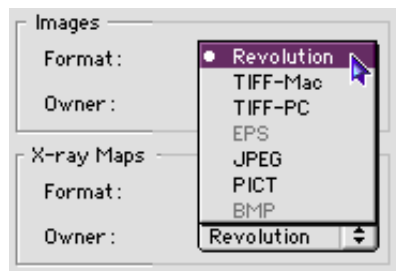 Images
Format:
Revolution
TIFF-Mac
Owner:
TIFF-PC
EPS
X-ray Maps
JPEG
Format:
PICT
BMP
Owner:
Revolution